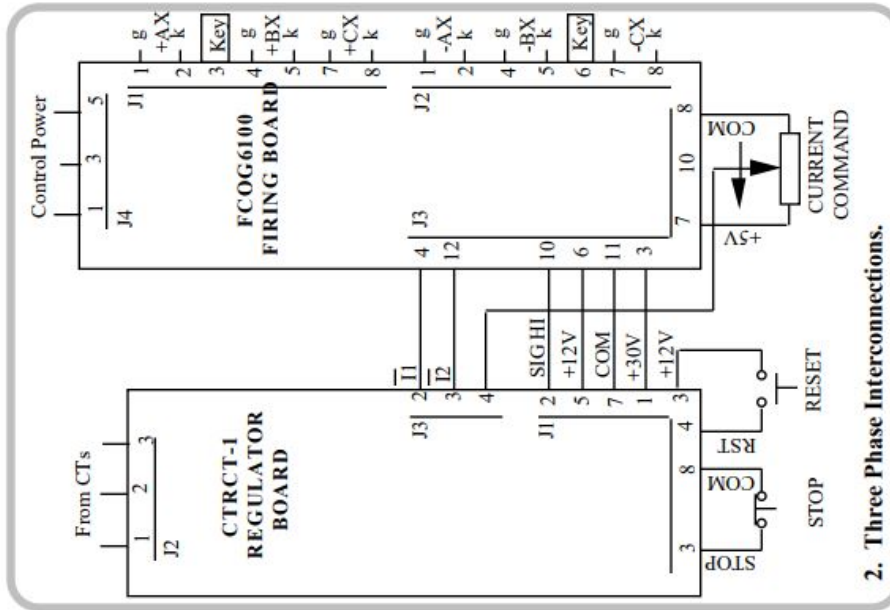 Control Power
1
3
5
J4
FCOG6100
FIRING BOARD
J1
1 g
+AX
2 k
3 Key
4 g
+BX
5 k
7 g
+CX
8 k
J2
1 g
-AX
2 k
4 g
-BX
5 k
6 Key
7 g
-CX
8 k
J3
4
12
10
6
11
3
7
10
8
+5V
COM
CURRENT
COMMAND
From CTs
1
2
3
J2
CTRCT-1
REGULATOR
BOARD
J3
2 I1
3 I2
4
J1
2 SIG HI
5 +12V
7 COM
1 +30V
3 +12V
3
8
4
STOP
COM
RST
STOP
RESET
2. Three Phase Interconnections.